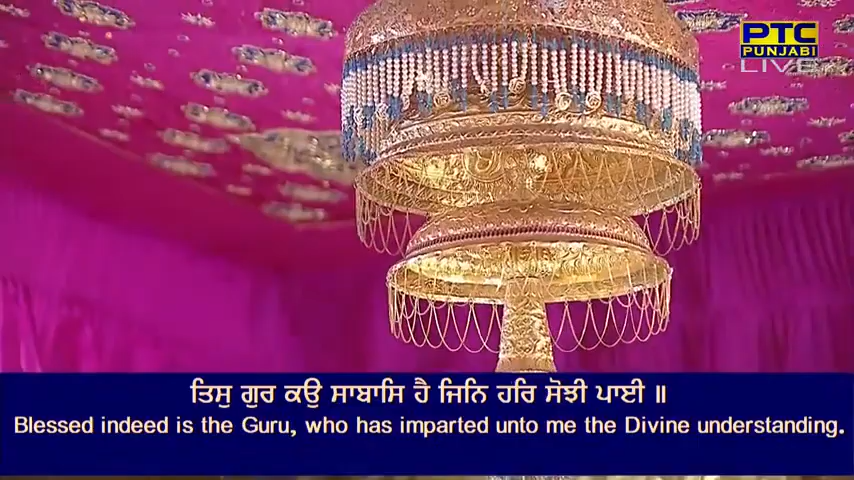 PTC
PUNJABI
LIVE
ਤਿਸੁ ਗੁਰ ਕਉ ਸਾਬਾਸਿ ਹੈ ਜਿਨਿ ਹਰਿ ਸੋਝੀ ਪਾਈ ॥
Blessed indeed is the Guru, who has imparted unto me the Divine understanding.